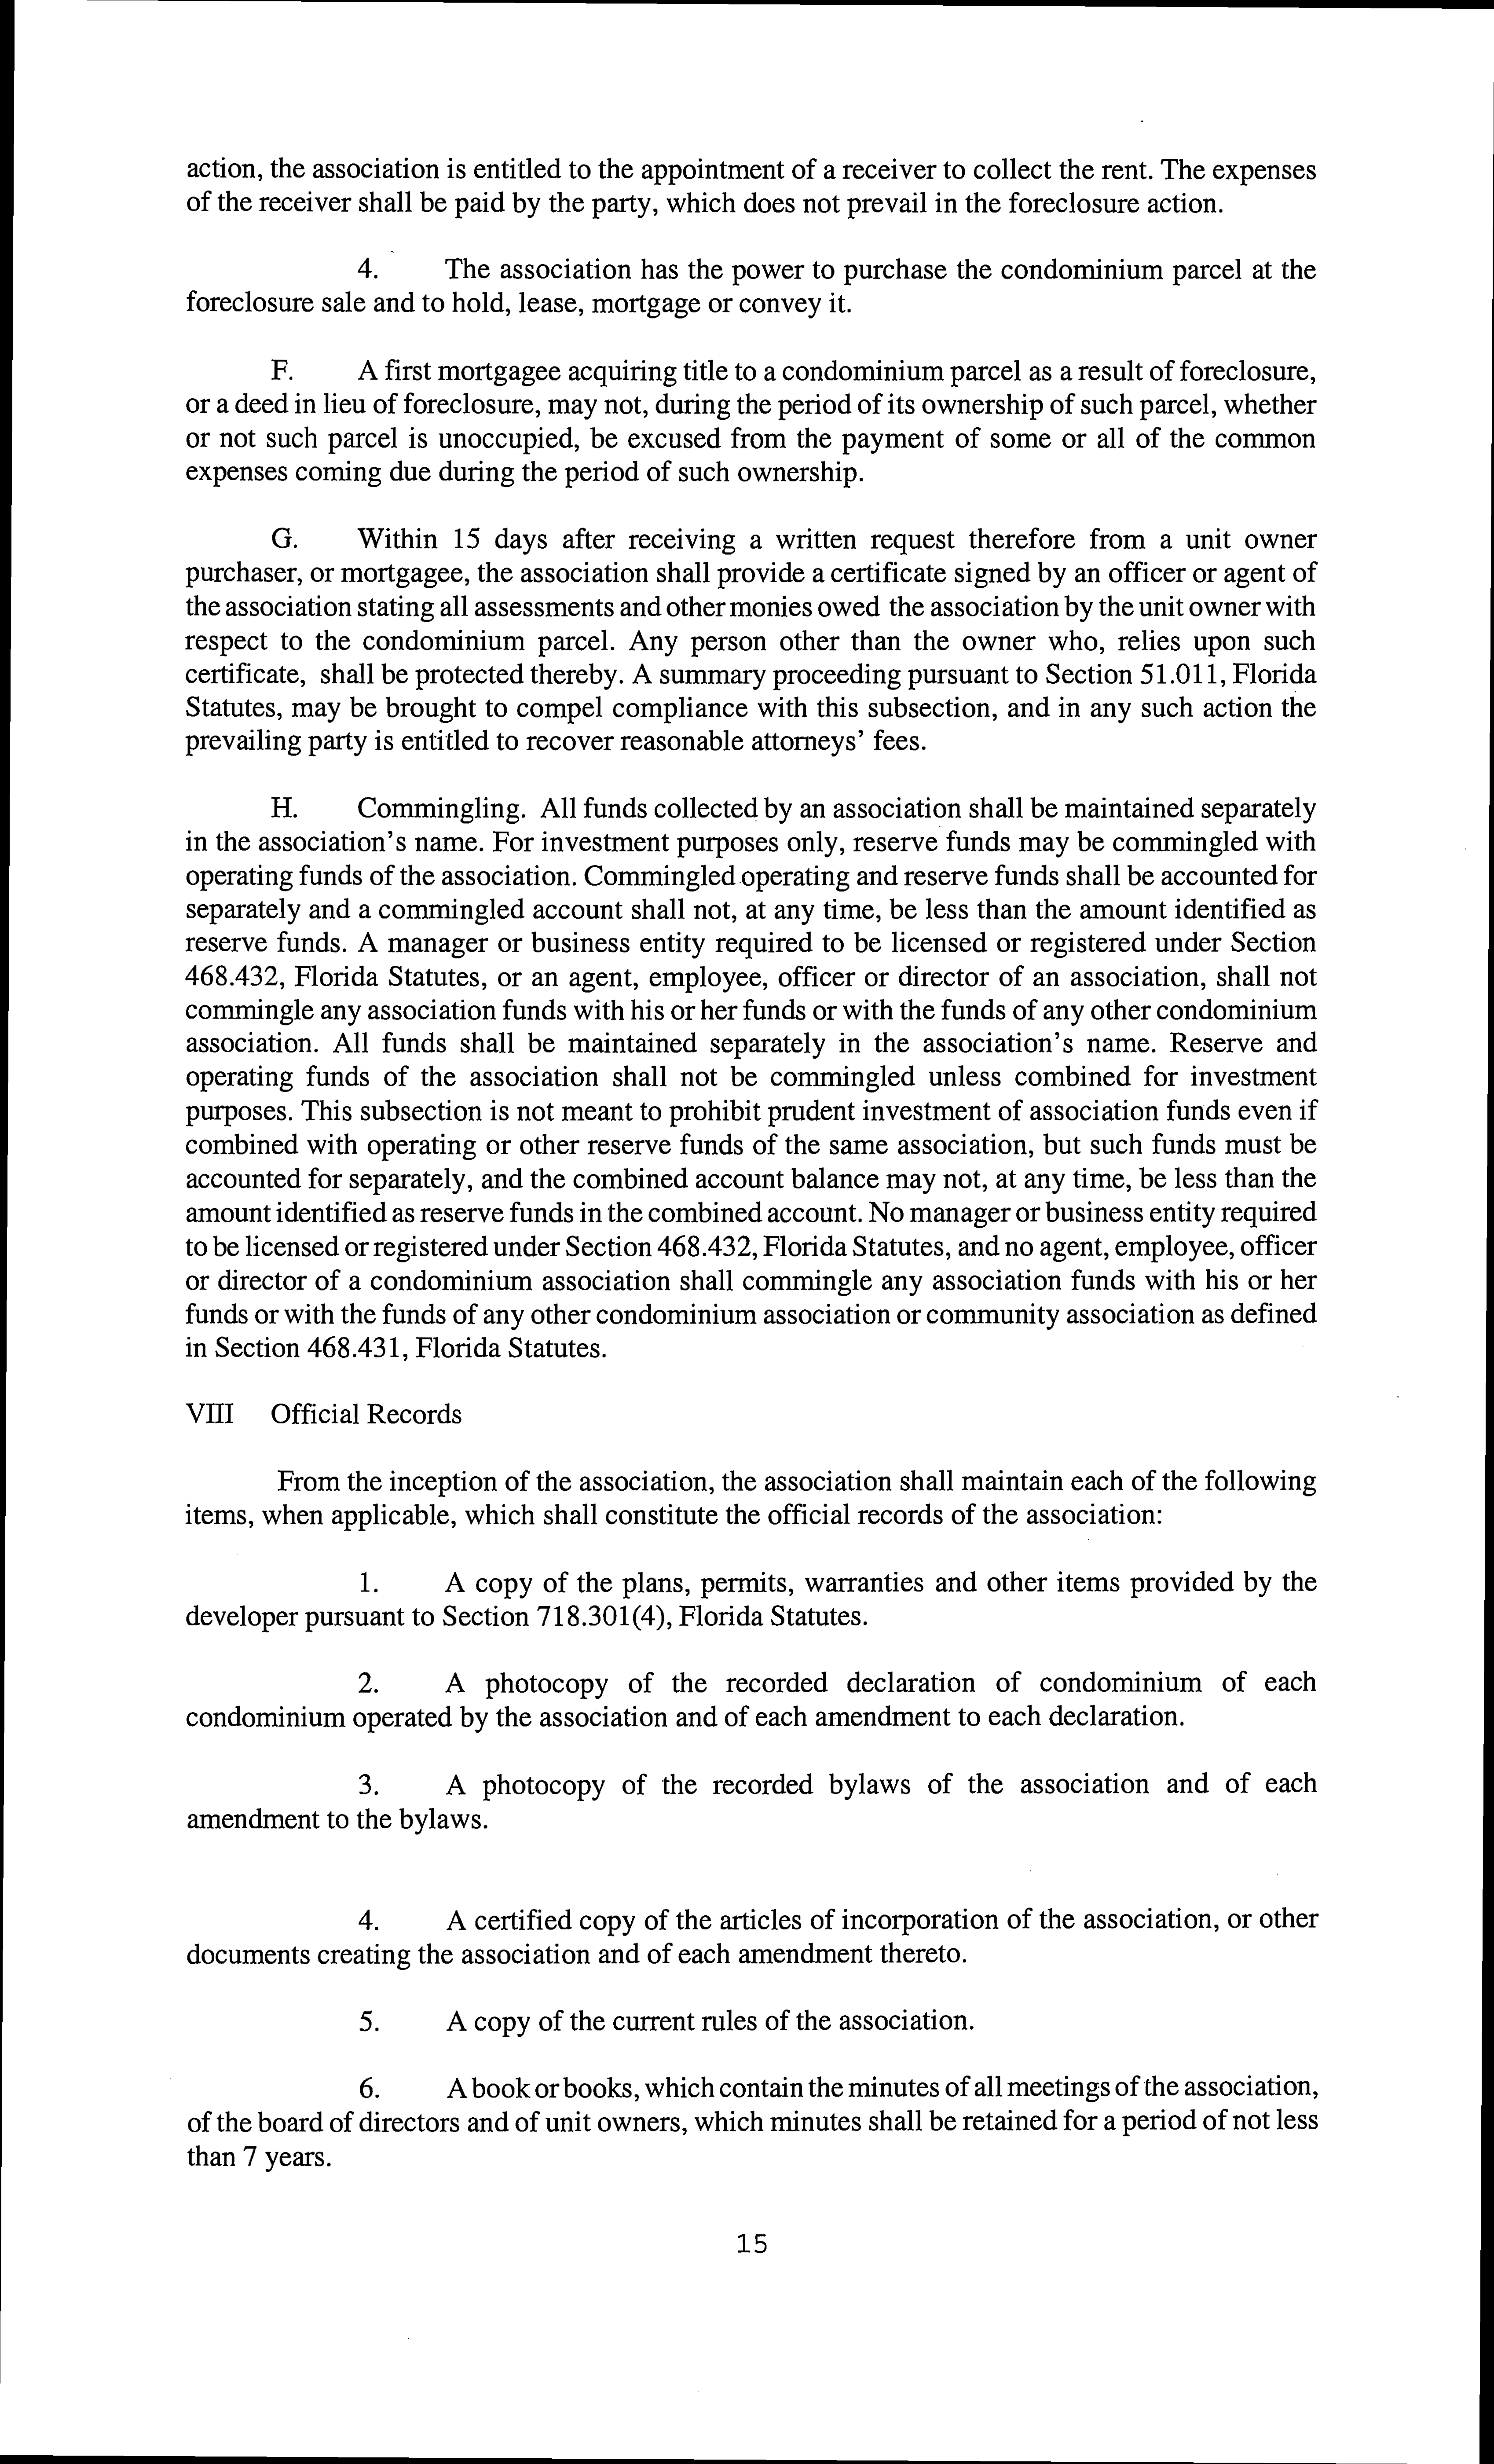 action, the association is entitled to the appointment of a receiver to collect the rent. The expenses
of the receiver shall be paid by the party, which does not prevail in the foreclosure action.
4. The association has the power to purchase the condominium parcel at the
foreclosure sale and to hold, lease, mortgage or convey it.
F. A first mortgagee acquiring title to a condominium parcel as a result of foreclosure,
or a deed in lieu of foreclosure, may not, during the period of its ownership of such parcel, whether
or not such parcel is unoccupied, be excused from the payment of some or all of the common
expenses coming due during the period of such ownership.
G. Within 15 days after receiving a written request therefore from a unit owner
purchaser, or mortgagee, the association shall provide a certificate signed by an officer or agent of
the association stating all assessments and other monies owed the association by the unit owner with
respect to the condominium parcel. Any person other than the owner who, relies upon such
certificate, shall be protected thereby. A summary proceeding pursuant to Section 51.011, Florida
Statutes, may be brought to compel compliance with this subsection, and in any such action the
prevailing party is entitled to recover reasonable attorneys' fees.
H. Commingling. All funds collected by an association shall be maintained separately
in the association's name. For investment purposes only, reserve funds may be commingled with
operating funds of the association. Commingled operating and reserve funds shall be accounted for
separately and a commingled account shall not, at any time, be less than the amount identified as
reserve funds. A manager or business entity required to be licensed or registered under Section
468.432, Florida Statutes, or an agent, employee, officer or director of an association, shall not
commingle any association funds with his or her funds or with the funds of any other condominium
association. All funds shall be maintained separately in the association's name. Reserve and
operating funds of the association shall not be commingled unless combined for investment
purposes. This subsection is not meant to prohibit prudent investment of association funds even if
combined with operating or other reserve funds of the same association, but such funds must be
accounted for separately, and the combined account balance may not, at any time, be less than the
amount identified as reserve funds in the combined account. No manager or business entity required
to be licensed or registered under Section 468.432, Florida Statutes, and no agent, employee, officer
or director of a condominium association shall commingle any association funds with his or her
funds or with the funds of any other condominium association or community association as defined
in Section 468.431, Florida Statutes.
VIII Official Records
From the inception of the association, the association shall maintain each of the following
items, when applicable, which shall constitute the official records of the association:
1. A copy of the plans, permits, warranties and other items provided by the
developer pursuant to Section 718.301(4), Florida Statutes.
2. A photocopy of the recorded declaration of condominium of each
condominium operated by the association and of each amendment to each declaration.
3. A photocopy of the recorded bylaws of the association and of each
amendment to the bylaws.
4. A certified copy of the articles of incorporation of the association, or other
documents creating the association and of each amendment thereto.
5. A copy of the current rules of the association.
6. A book or books, which contain the minutes of all meetings of the association,
of the board of directors and of unit owners, which minutes shall be retained for a period of not less
than 7 years.
15